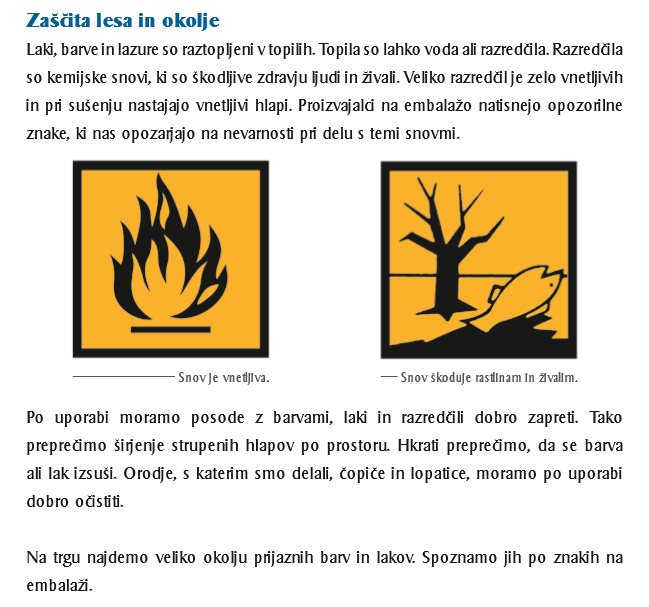 Zaščita lesa in okolje
Laki, barve in lazure so raztopljeni v topilih. Topila so lahko voda ali razredčila. Razredčila
so kemijske snovi, ki so škodljive zdravju ljudi in živali. Veliko razredčil je zelo vnetljivih
in pri sušenju nastajajo vnetljivi hlapi. Proizvajalci na embalažo natisnejo opozorilne
znake, ki nas opozarjajo na nevarnosti pri delu s temi snovmi.
Snov je vnetljiva.
Snov škoduje rastlinam in živalim.
Po uporabi moramo posode z barvami, laki in razredčili dobro zapreti. Tako
preprečimo širjenje strupenih hlapov po prostoru. Hkrati preprečimo, da se barva
ali lak izsuši. Orodje, s katerim smo delali, čopiče in lopatice, moramo po uporabi
dobro očistiti.
Na trgu najdemo veliko okolju prijaznih barv in lakov. Spoznamo jih po znakih na
embalaži.